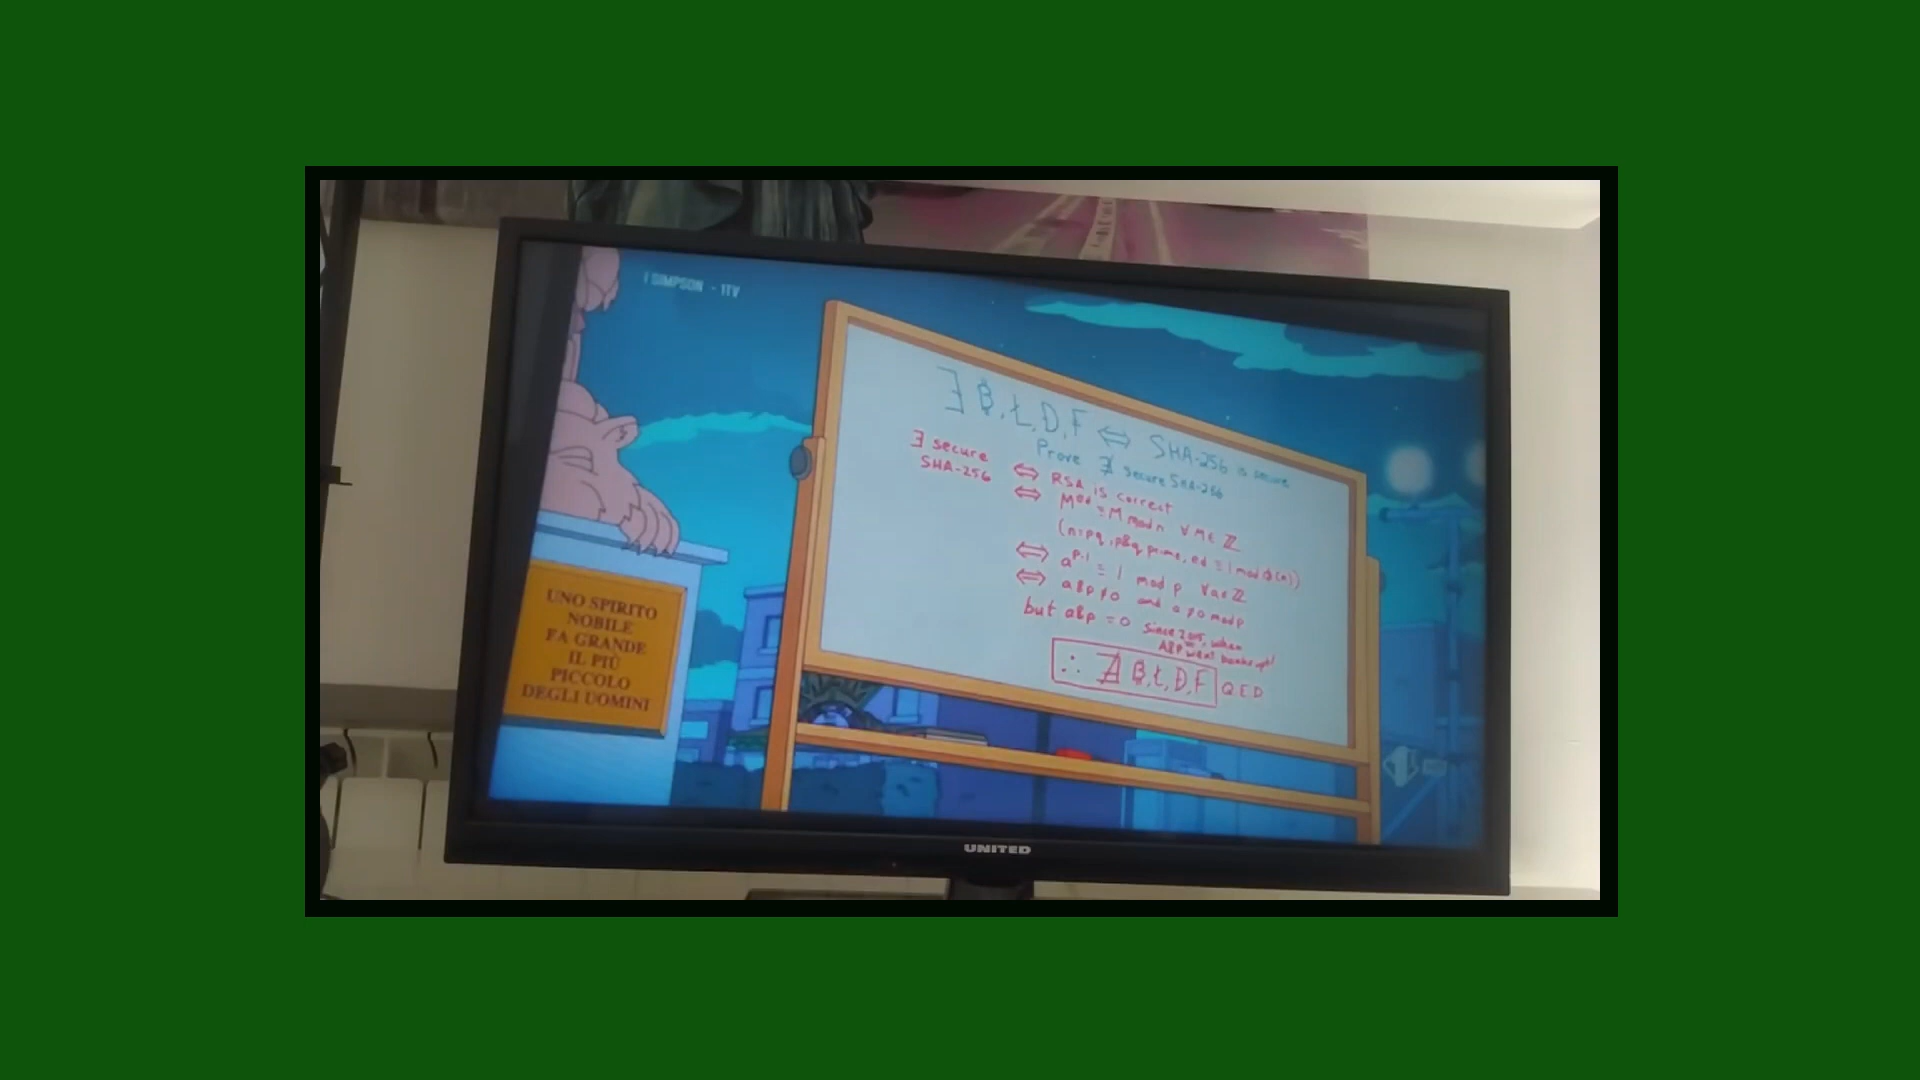 I SIMPSON - 1TV
∃ ₿, Ł, Đ, F ⇔ SHA-256 is secure
Prove ∄ secure SHA-256
∃ secure SHA-256 ⇔ RSA is correct
⇔ M^ed ≡ M mod n ∀ M ∈ ℤ
(n=pq, p&q prime, ed ≡ 1 mod φ(n))
⇔ a^p-1 ≡ 1 mod p ∀ a ∈ ℤ
⇔ a&p ≠ 0 and a ≠ 0 mod p
but a&p = 0 since 2015, when
A&P went bankrupt!
∴ ∄ ₿, Ł, Đ, F QED
UNO SPIRITO
NOBILE
FA GRANDE
IL PIÙ
PICCOLO
DEGLI UOMINI
UNITED